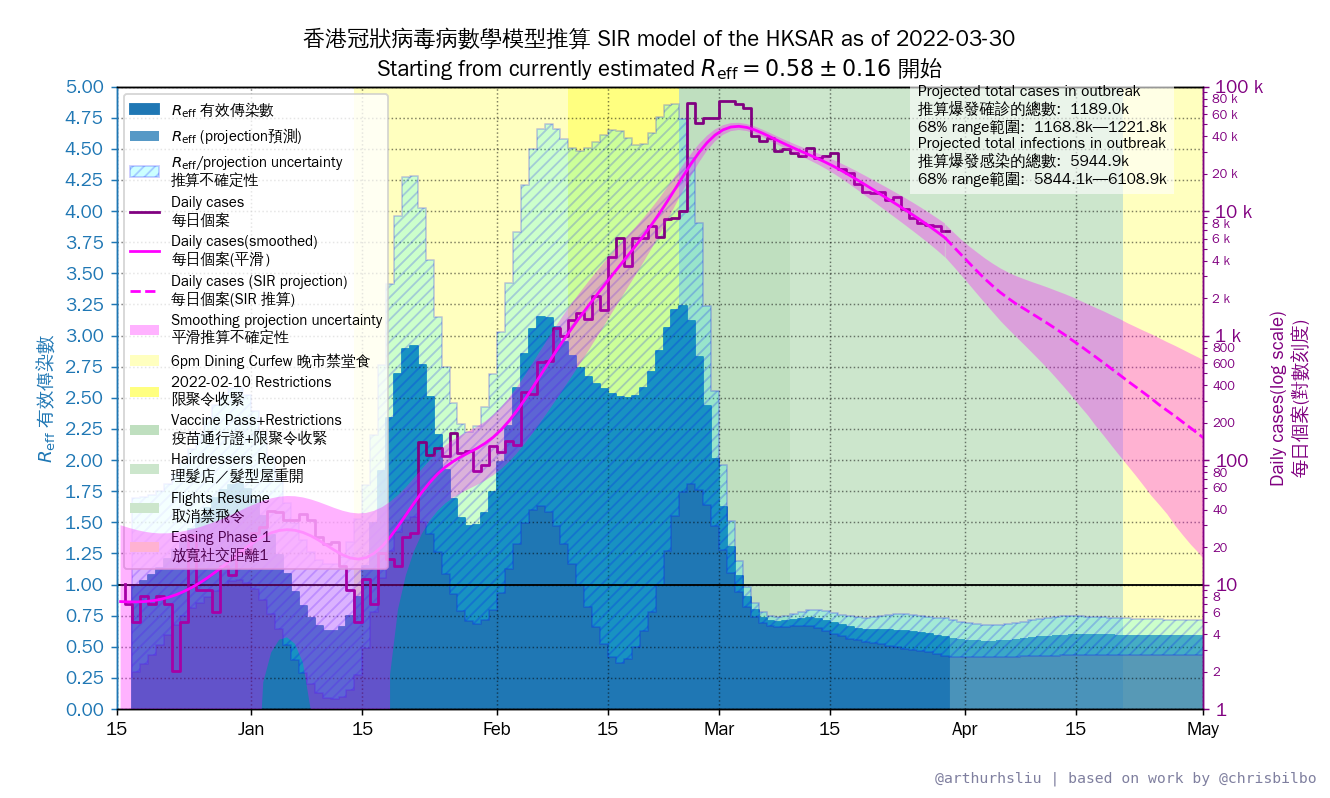 香港冠狀病毒病數學模型推算 SIR model of the HKSAR as of 2022-03-30
Starting from currently estimated R_eff = 0.58 ± 0.16 開始
R_eff 有效傳染數
R_eff (projection預測)
R_eff/projection uncertainty
推算不確定性
Daily cases
每日個案
Daily cases(smoothed)
每日個案(平滑）
Daily cases (SIR projection)
每日個案(SIR 推算)
Smoothing projection uncertainty
平滑推算不確定性
6pm Dining Curfew 晚市禁堂食
2022-02-10 Restrictions
限聚令收緊
Vaccine Pass+Restrictions
疫苗通行證+限聚令收緊
Hairdressers Reopen
理髮店／髮型屋重開
Flights Resume
取消禁飛令
Easing Phase 1
放寬社交距離1
Projected total cases in outbreak
推算爆發確診的總數: 1189.0k
68% range範圍: 1168.8k—1221.8k
Projected total infections in outbreak
推算爆發感染的總數: 5944.9k
68% range範圍: 5844.1k—6108.9k
R_eff 有效傳染數
5.00
4.75
4.50
4.25
4.00
3.75
3.50
3.25
3.00
2.75
2.50
2.25
2.00
1.75
1.50
1.25
1.00
0.75
0.50
0.25
0.00
100 k
80 k
60 k
40 k
20 k
10 k
8 k
6 k
4 k
2 k
1 k
800
600
400
200
100
80
60
40
20
10
8
6
4
2
1
Daily cases(log scale)
每日個案(對數刻度)
15 Jan 15 Feb 15 Mar 15 Apr 15 May
@arthurhsliu | based on work by @chrisbilbo